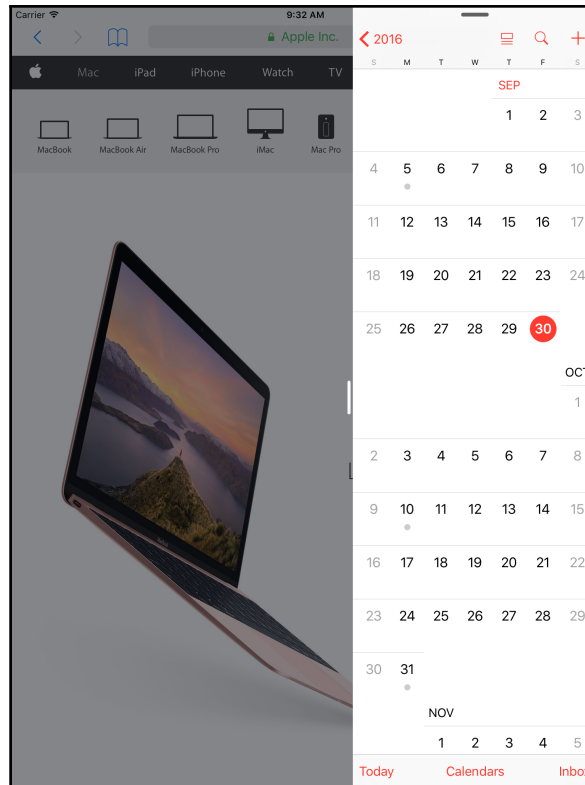 Carrier 9:32 AM
Apple Inc.
Mac iPad iPhone Watch TV
MacBook MacBook Air MacBook Pro iMac Mac Pro
2016
S M T W T F S
SEP
1 2 3
4 5 6 7 8 9 10
11 12 13 14 15 16 17
18 19 20 21 22 23 24
25 26 27 28 29 30
OCT
1
2 3 4 5 6 7 8
9 10 11 12 13 14 15
16 17 18 19 20 21 22
23 24 25 26 27 28 29
30 31
NOV
1 2 3 4 5
Today Calendars Inbox